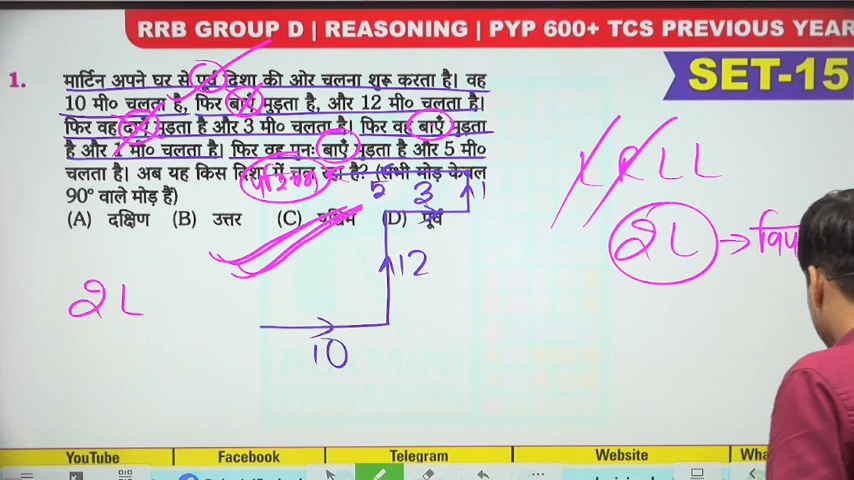 RRB GROUP D | REASONING | PYP 600+ TCS PREVIOUS YEAR
SET-15
1. मार्टिन अपने घर से पूर्व दिशा की ओर चलना शुरू करता है। वह
10 मी० चलता है, फिर बाएँ मुड़ता है, और 12 मी० चलता है।
फिर वह दाएँ मुड़ता है और 3 मी० चलता है। फिर वह बाएँ मुड़ता
है और 1 मी० चलता है। फिर वह पुनः बाएँ मुड़ता है और 5 मी०
चलता है। अब यह किस दिशा में चल रहा है? (सभी मोड़ केवल
90° वाले मोड़ हैं)
(A) दक्षिण (B) उत्तर (C) पश्चिम (D) पूर्व
5 3 1
12
10
L R L L
2L →
2L
YouTube Facebook Telegram Website